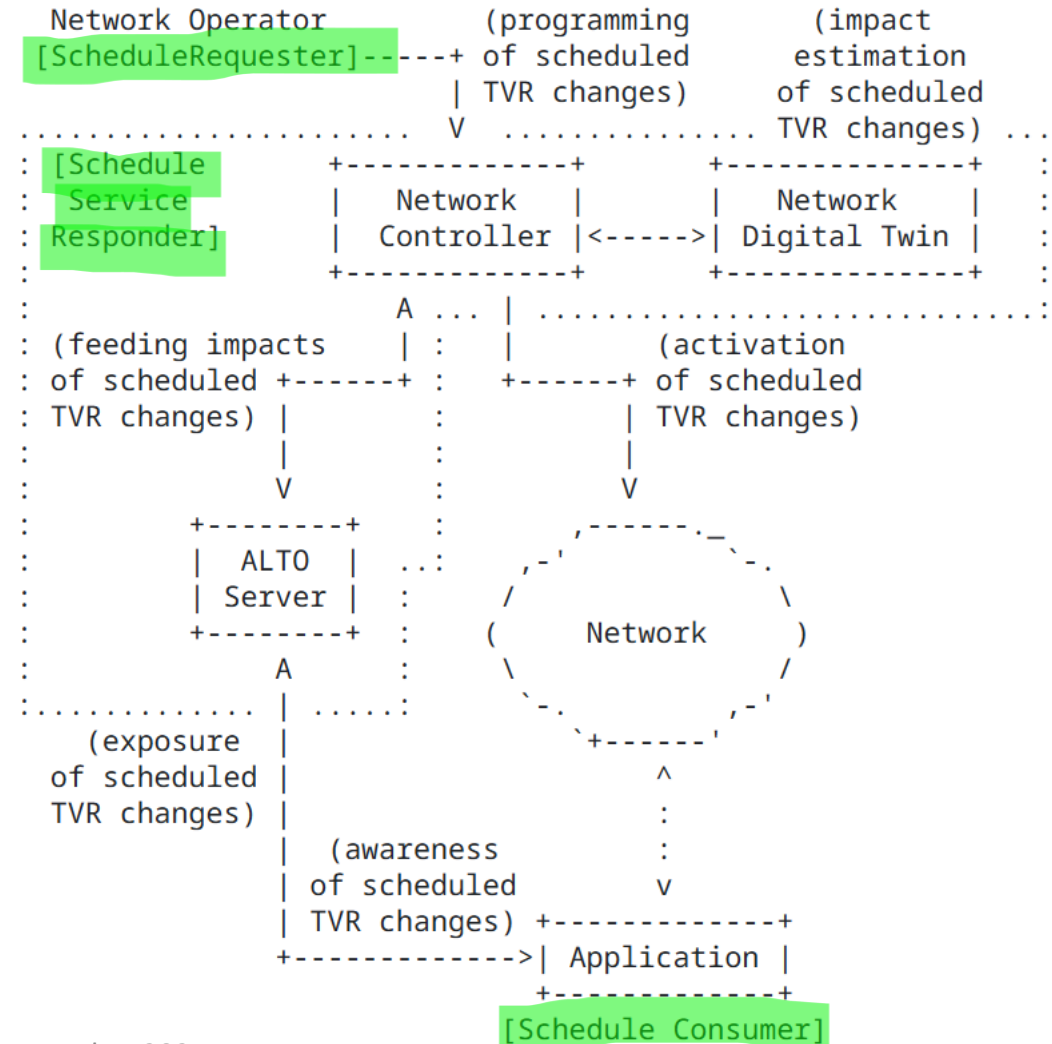 Network Operator (programming (impact
[ScheduleRequester]-----+ of scheduled estimation
| TVR changes) of scheduled
....................... V ............... TVR changes) ...
: [Schedule +-------------+ +-------------+ :
: Service | Network | | Network | :
: Responder] | Controller |<----->| Digital Twin | :
: +-------------+ +-------------+ :
: A ... | ..............................:
: (feeding impacts | : | (activation
: of scheduled +------+ : +------+ of scheduled
: TVR changes) | : | TVR changes)
: | : |
: V : V
: +--------+ : ,------._
: | ALTO | ..: ,-' `-.
: | Server | : / \
: +--------+ : ( Network )
: A : \ /
:............. | .....: `-. ,-'
(exposure | `+------'
of scheduled | ^
TVR changes) | :
| (awareness :
| of scheduled v
| TVR changes) +-------------+
+------------->| Application |
+-------------+
[Schedule Consumer]